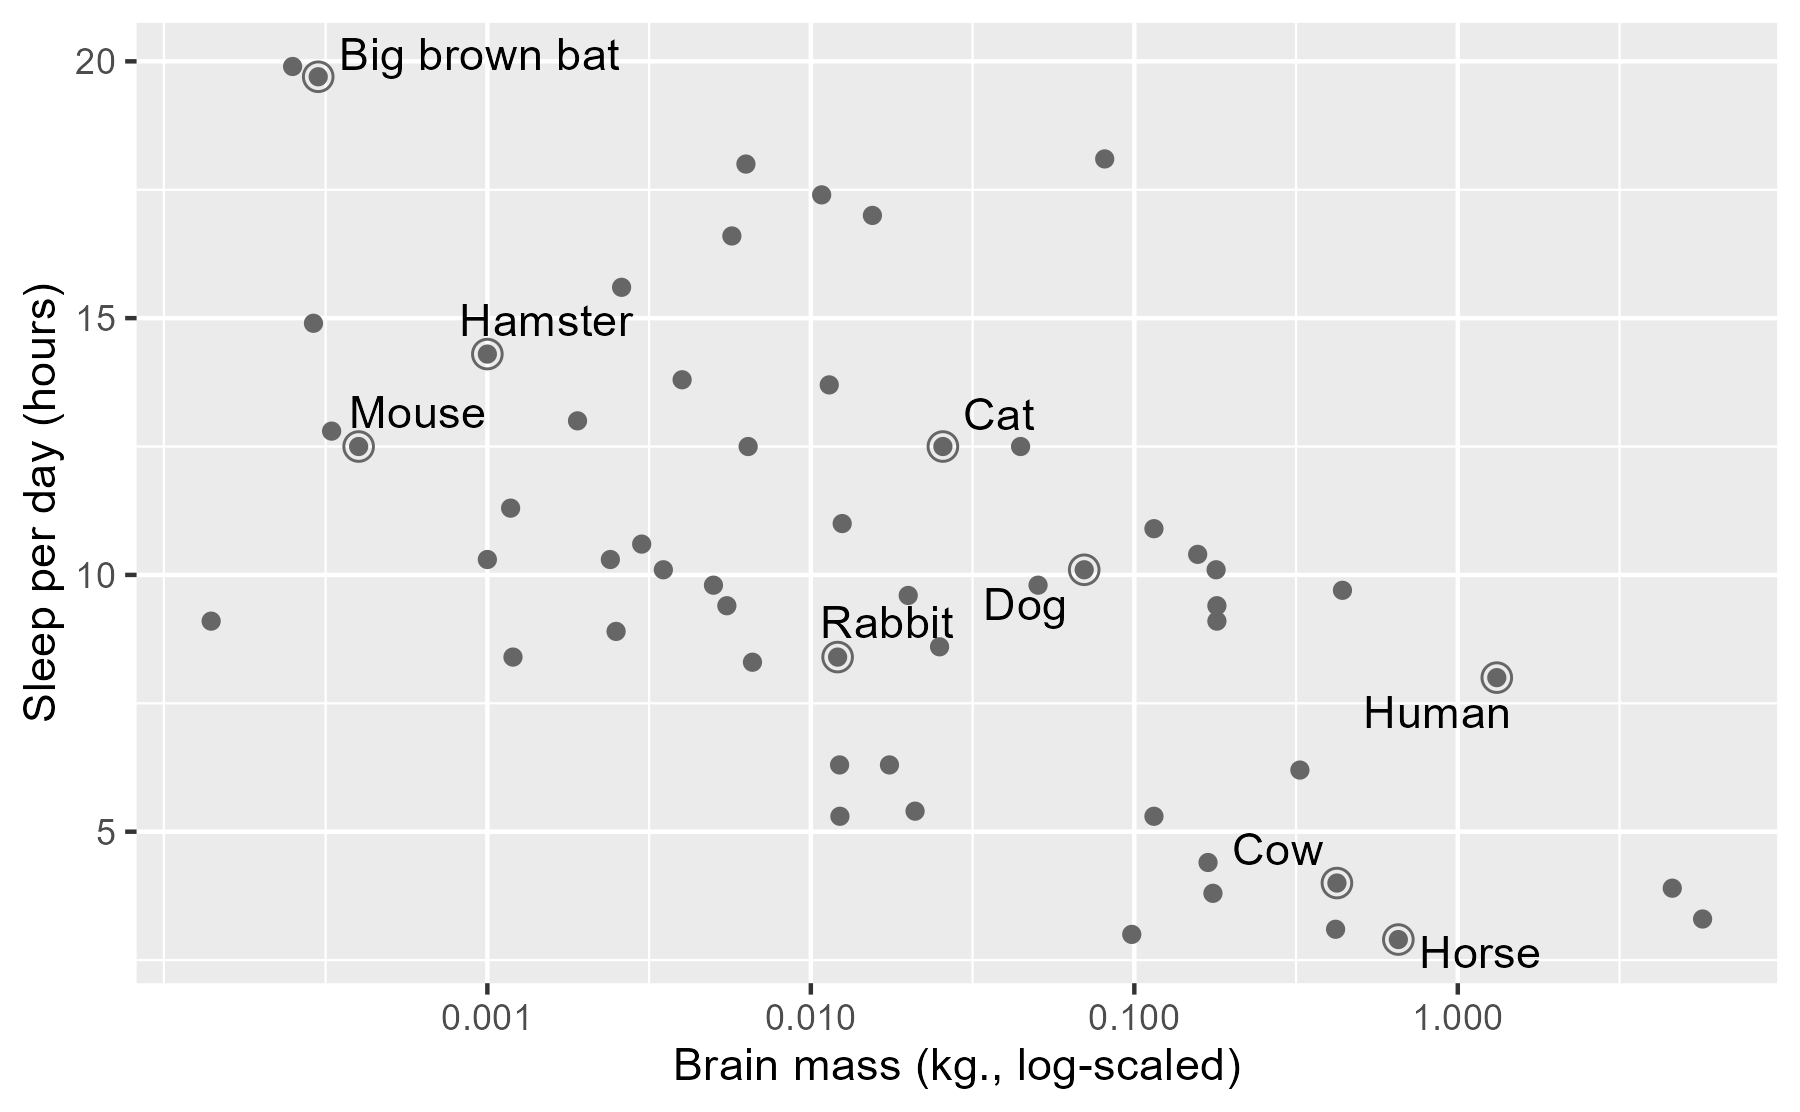 Big brown bat
Hamster
Mouse
Cat
Dog
Rabbit
Human
Cow
Horse
20
15
10
5
Sleep per day (hours)
0.001
0.010
0.100
1.000
Brain mass (kg., log-scaled)